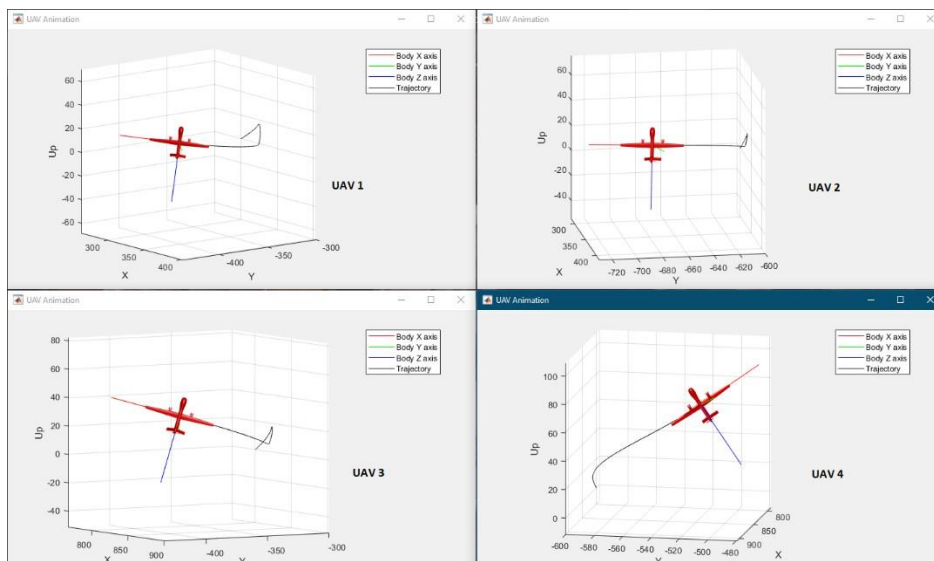 UAV Animation
Body X axis
Body Y axis
Body Z axis
Trajectory
60
40
20
0
-20
-40
-60
Up
UAV 1
300
350
400
X
-400
-350
-300
Y
UAV Animation
Body X axis
Body Y axis
Body Z axis
Trajectory
60
40
20
0
-20
-40
Up
UAV 2
300
350
400
X
-720
-700
-680
-660
-640
-620
-600
Y
UAV Animation
Body X axis
Body Y axis
Body Z axis
Trajectory
80
60
40
20
0
-20
-40
Up
UAV 3
800
850
900
X
-400
-350
-300
UAV Animation
Body X axis
Body Y axis
Body Z axis
Trajectory
100
80
60
40
20
0
Up
UAV 4
-600
-580
-560
-540
-520
-500
-480
800
850
900
X